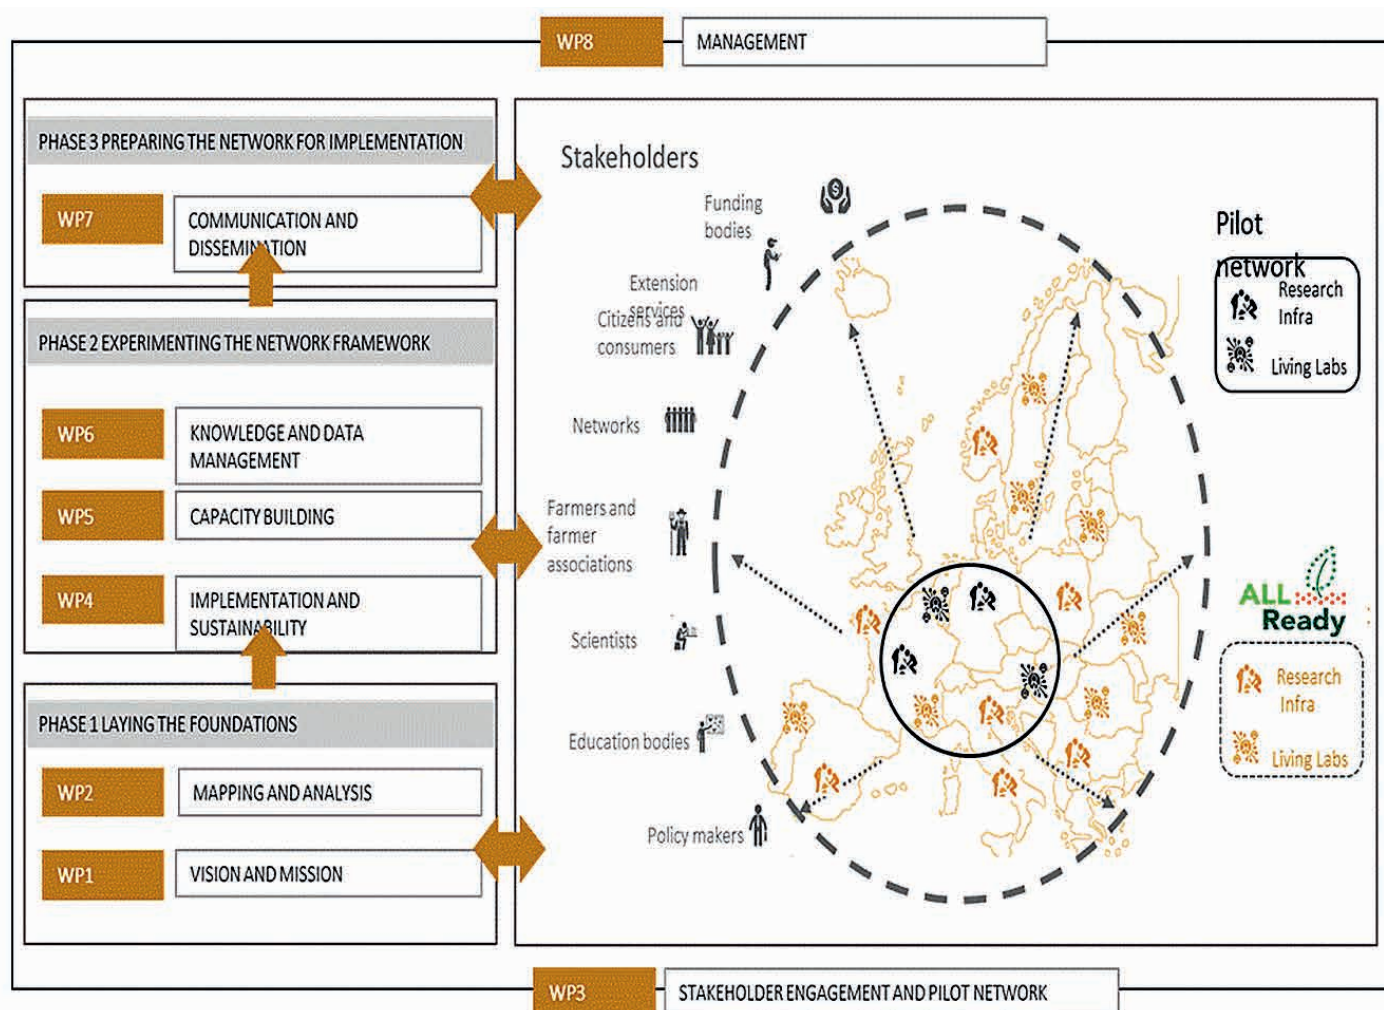 WP8
MANAGEMENT
PHASE 3 PREPARING THE NETWORK FOR IMPLEMENTATION
WP7
COMMUNICATION AND
DISSEMINATION
PHASE 2 EXPERIMENTING THE NETWORK FRAMEWORK
WP6
KNOWLEDGE AND DATA
MANAGEMENT
WP5
CAPACITY BUILDING
WP4
IMPLEMENTATION AND
SUSTAINABILITY
PHASE 1 LAYING THE FOUNDATIONS
WP2
MAPPING AND ANALYSIS
WP1
VISION AND MISSION
Stakeholders
Funding
bodies
Extension
services
Citizens and
consumers
Networks
Farmers and
farmer
associations
Scientists
Education bodies
Policy makers
Pilot
network
Research
Infra
Living Labs
ALL
Ready
Research
Infra
Living Labs
WP3
STAKEHOLDER ENGAGEMENT AND PILOT NETWORK